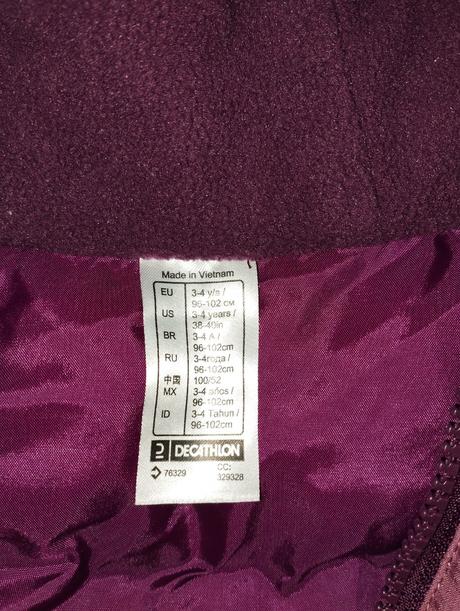 Made in Vietnam
EU 3-4 y/a /
96-102 см
US 3-4 years /
38-40in
BR 3-4 A /
96-102cm
RU 3-4года /
96-102cm
中国 100/52
MX 3-4 años /
96-102cm
ID 3-4 Tahun /
96-102cm
DECATHLON
76329 CC:
329328